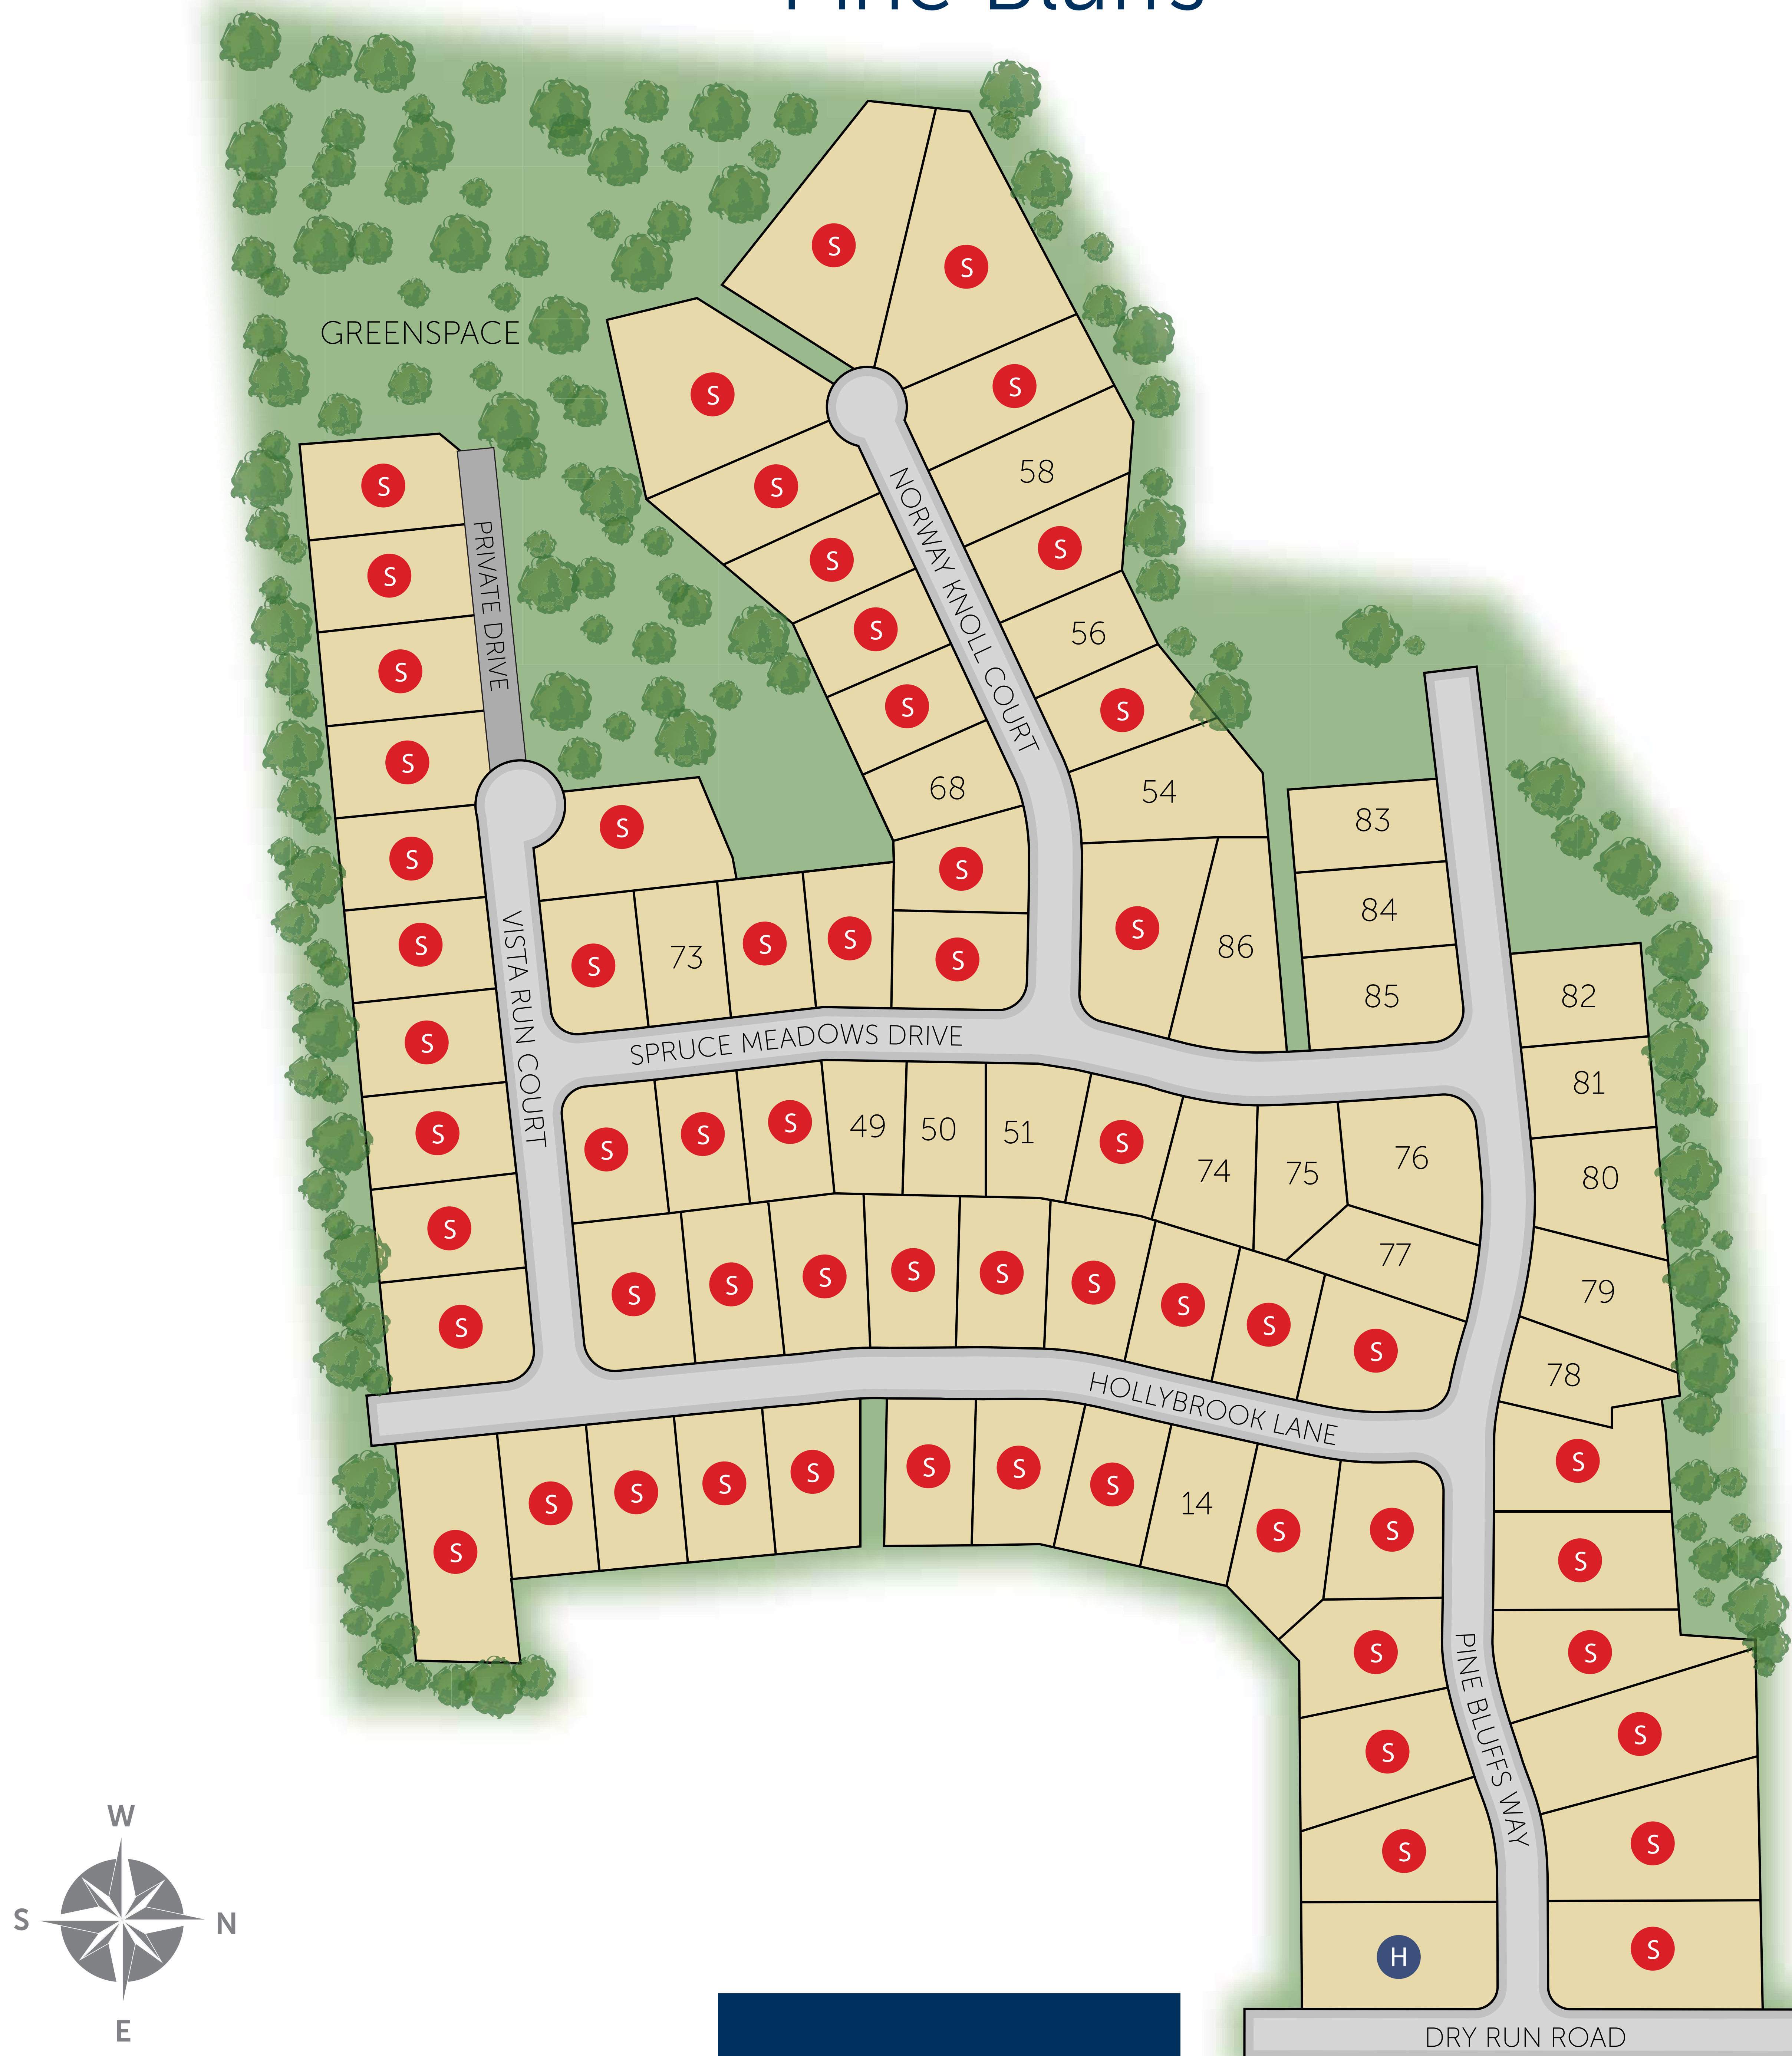 Pine Bluffs
S
S
GREENSPACE
S
S
S
58
S
S
S
NORWAY KNOLL COURT
S
S
PRIVATE DRIVE
S
56
S
S
S
S
68
54
83
S
S
S
84
S
S
S
73
S
S
S
86
85
82
VISTA RUN COURT
SPRUCE MEADOWS DRIVE
S
81
S
S
S
S
49
50
51
S
74
75
76
80
S
77
S
S
S
S
S
S
S
S
S
79
S
78
HOLLYBROOK LANE
S
S
S
S
S
S
S
S
14
S
S
S
S
S
S
S
PINE BLUFFS WAY
S
S
S
S
H
S
W
S
N
E
DRY RUN ROAD